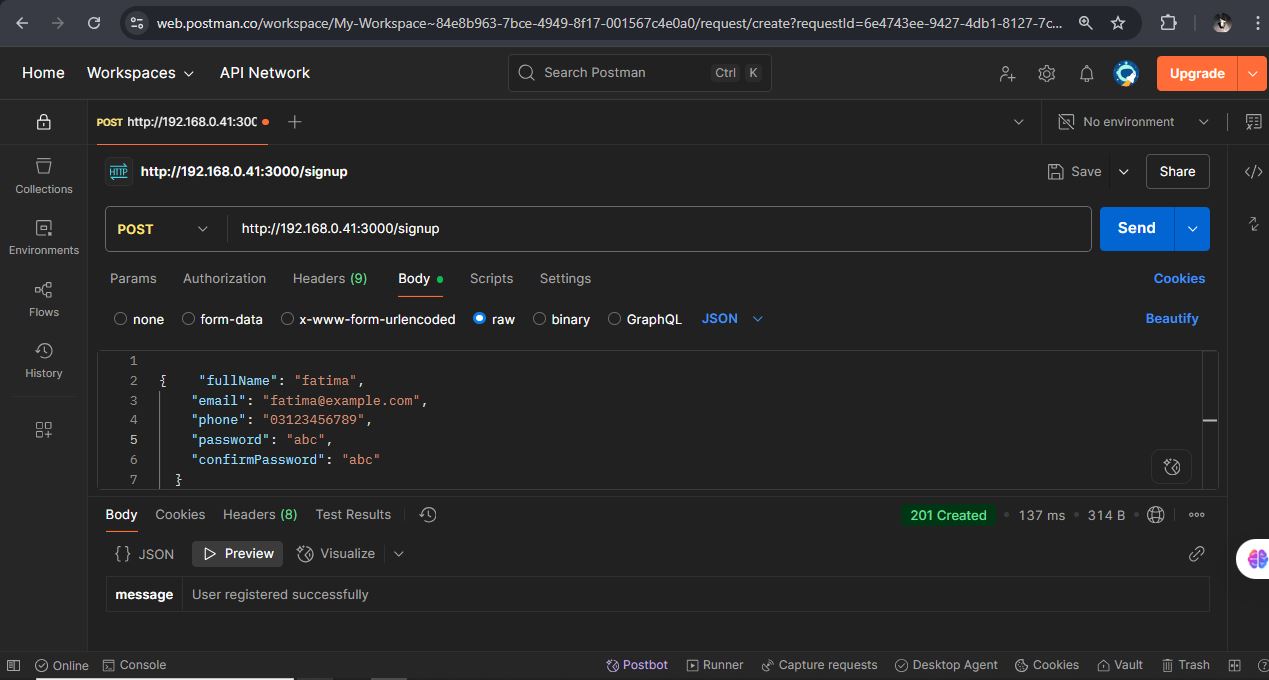 web.postman.co/workspace/My-Workspace~84e8b963-7bce-4949-8f17-001567c4e0a0/request/create?requestId=6e4743ee-9427-4db1-8127-7c...
Home Workspaces API Network Search Postman Ctrl K Upgrade
POST http://192.168.0.41:300 No environment
HTTP http://192.168.0.41:3000/signup Save Share
Collections
Environments
Flows
History
POST http://192.168.0.41:3000/signup Send
Params Authorization Headers (9) Body Scripts Settings Cookies
none form-data x-www-form-urlencoded raw binary GraphQL JSON Beautify
1
2 { "fullName": "fatima",
3 "email": "fatima@example.com",
4 "phone": "03123456789",
5 "password": "abc",
6 "confirmPassword": "abc"
7 }
Body Cookies Headers (8) Test Results 201 Created 137 ms 314 B
{} JSON Preview Visualize
message User registered successfully
Online Console Postbot Runner Capture requests Desktop Agent Cookies Vault Trash